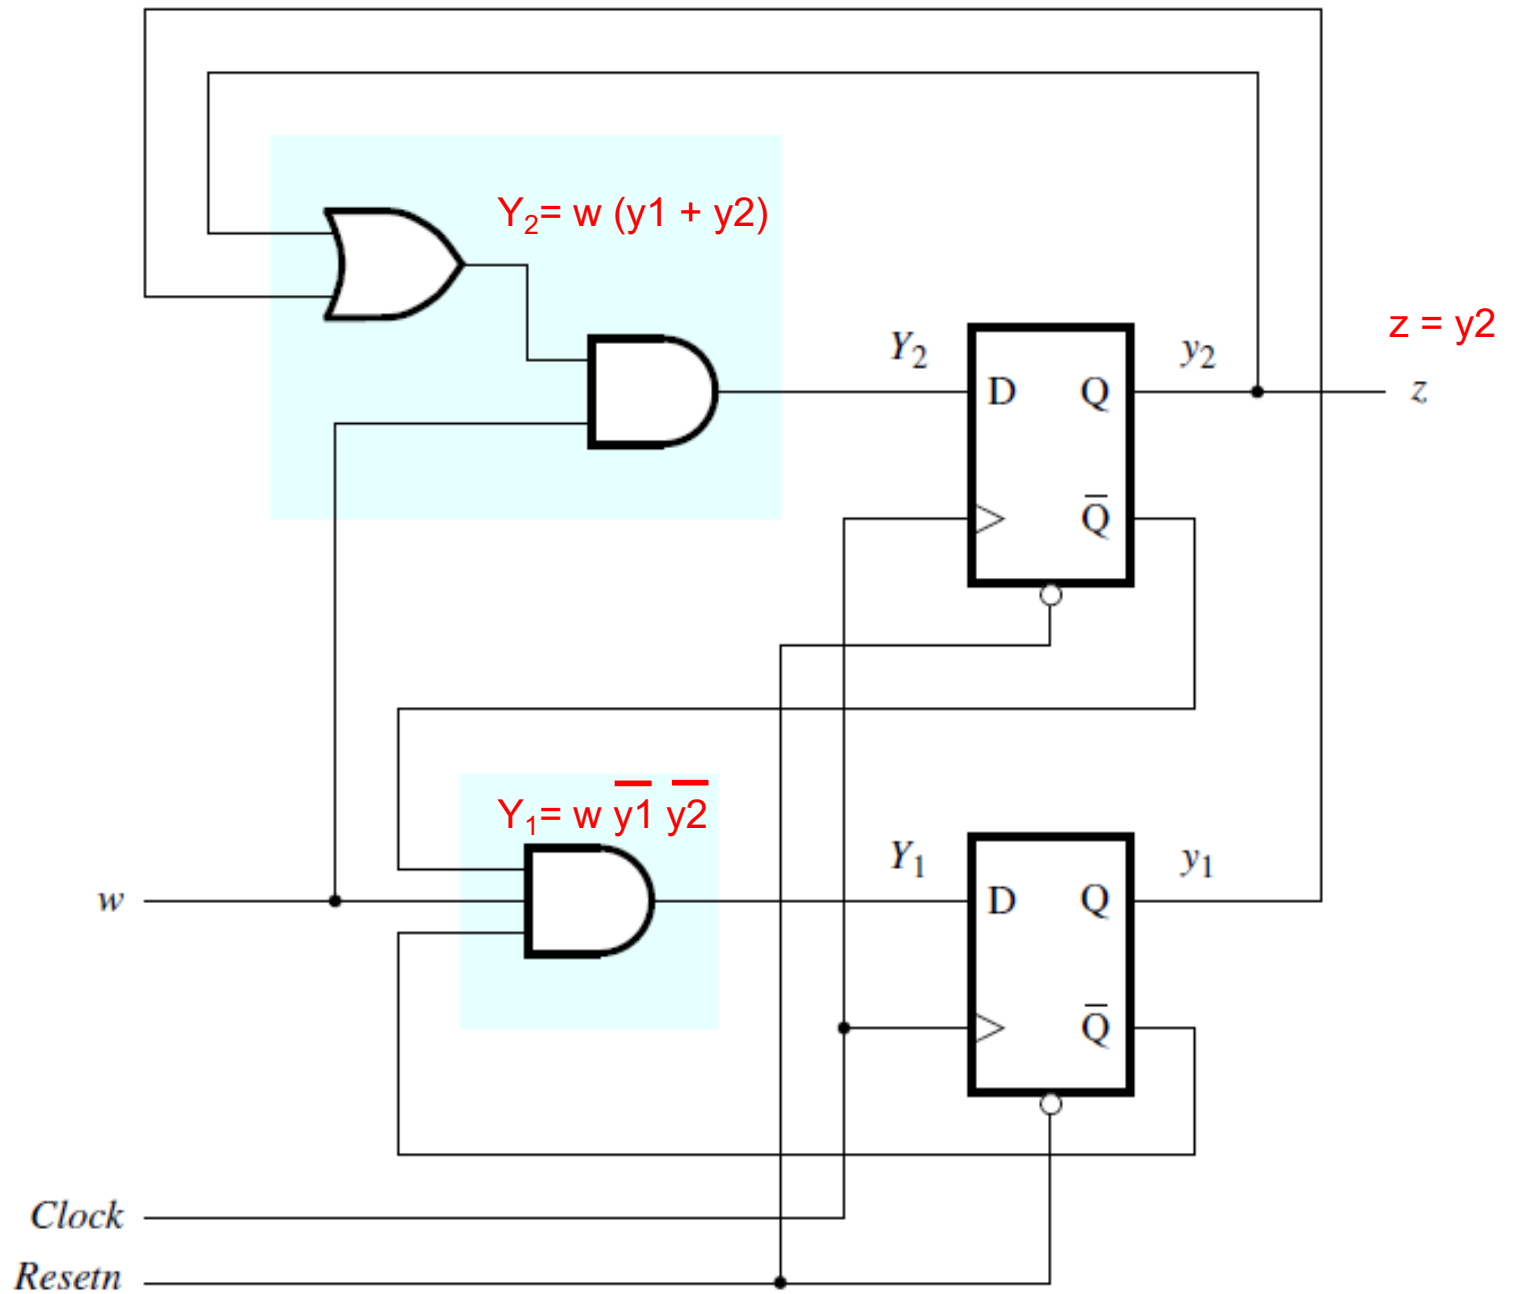 Y₂= w (y1 + y2)
z = y2
Y₂
y₂
D Q
z
Q̅
Y₁= w y1̅ y2̅
Y₁
y₁
w
D Q
Q̅
Clock
Resetn